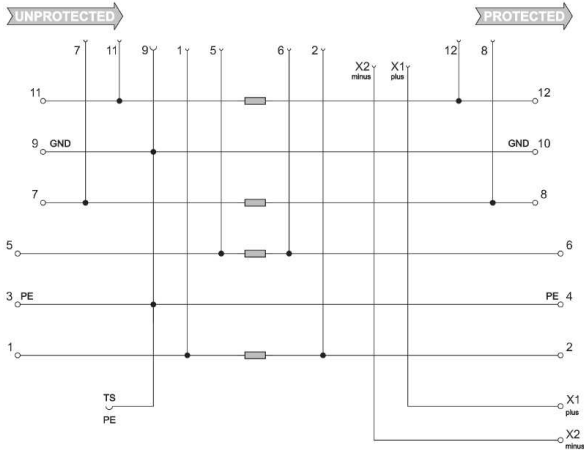 UNPROTECTED
PROTECTED
7 11 9 1 5 6 2 X2 minus X1 plus 12 8
11 12
9 GND GND 10
7 8
5 6
3 PE PE 4
1 2
TS
PE
X1
plus
X2
minus